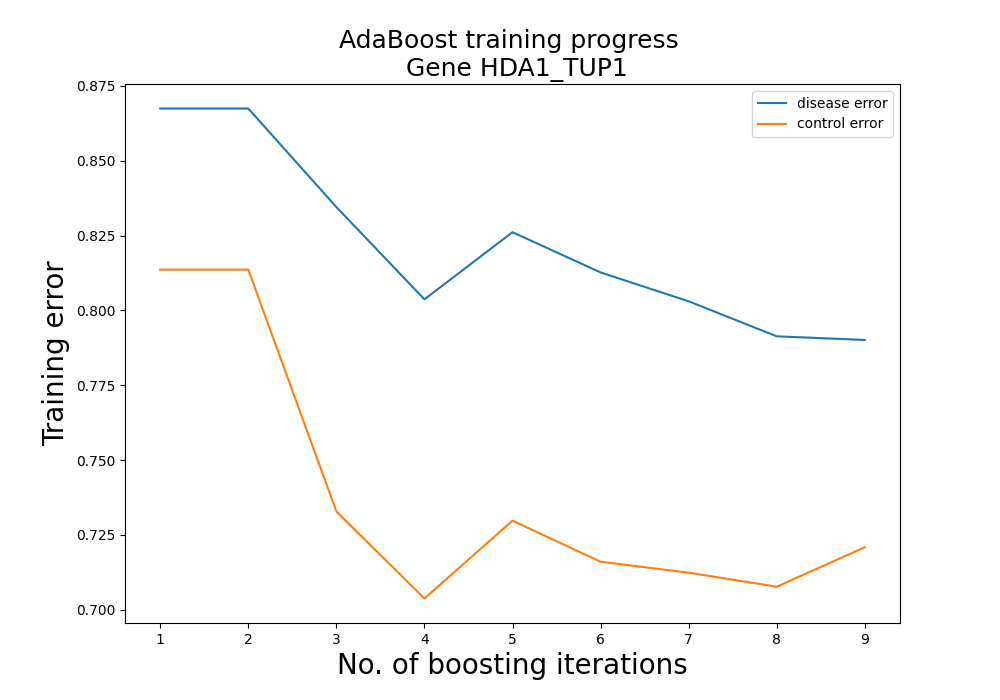 AdaBoost training progress
Gene HDA1_TUP1
disease error
control error
Training error
0.875
0.850
0.825
0.800
0.775
0.750
0.725
0.700
1 2 3 4 5 6 7 8 9
No. of boosting iterations